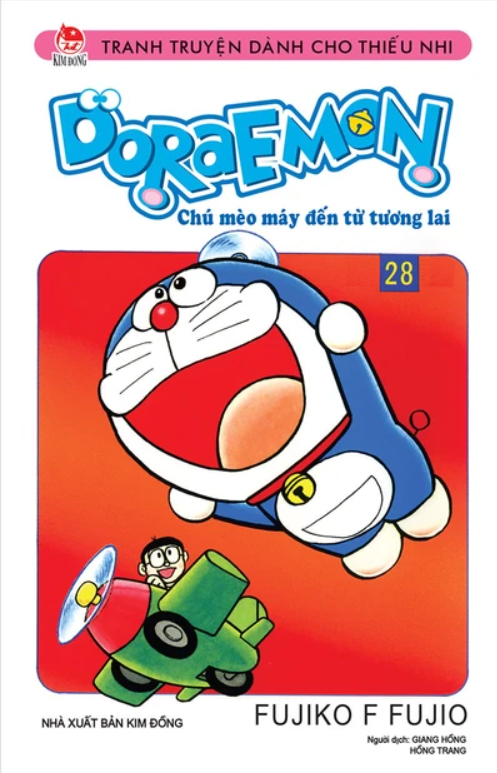 KIM ĐỒNG
TRANH TRUYỆN DÀNH CHO THIẾU NHI
DORAEMON
Chú mèo máy đến từ tương lai
28
NHÀ XUẤT BẢN KIM ĐỒNG
FUJIKO F FUJIO
Người dịch: GIANG HỒNG
HỒNG TRANG